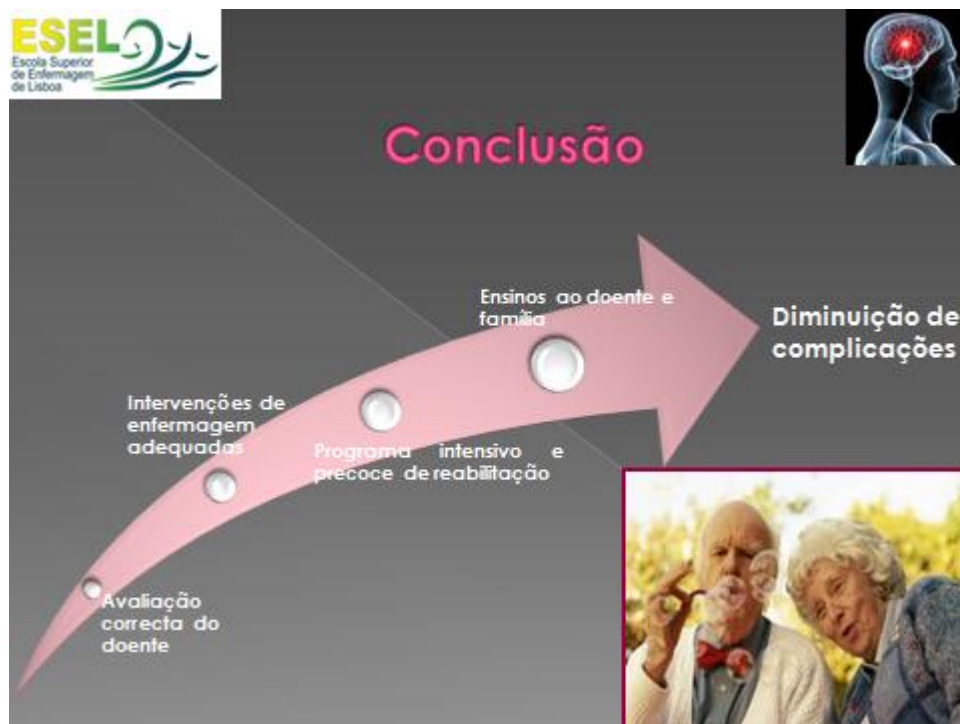 ESEL
Escola Superior
de Enfermagem
de Lisboa
Conclusão
Ensinos ao doente e
família
Diminuição de
complicações
Intervenções de
enfermagem
adequadas
Programa intensivo e
precoce de reabilitação
Avaliação
correcta do
doente